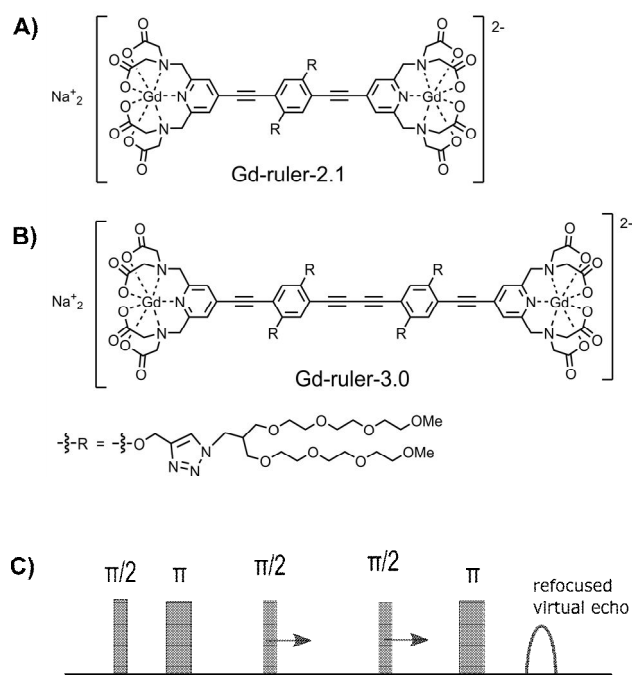 A)
2-
Na+2
Gd
N
N
N
O
O
O
O
O
O
O
O
R
R
N
N
N
Gd
O
O
O
O
O
O
O
O
Gd-ruler-2.1
B)
2-
Na+2
Gd
N
N
N
O
O
O
O
O
O
O
O
R
R
R
R
N
N
N
Gd
O
O
O
O
O
O
O
O
Gd-ruler-3.0
R = O N N=N O O O OMe
O O O OMe
C)
π/2 π π/2 π/2 π
refocused
virtual echo